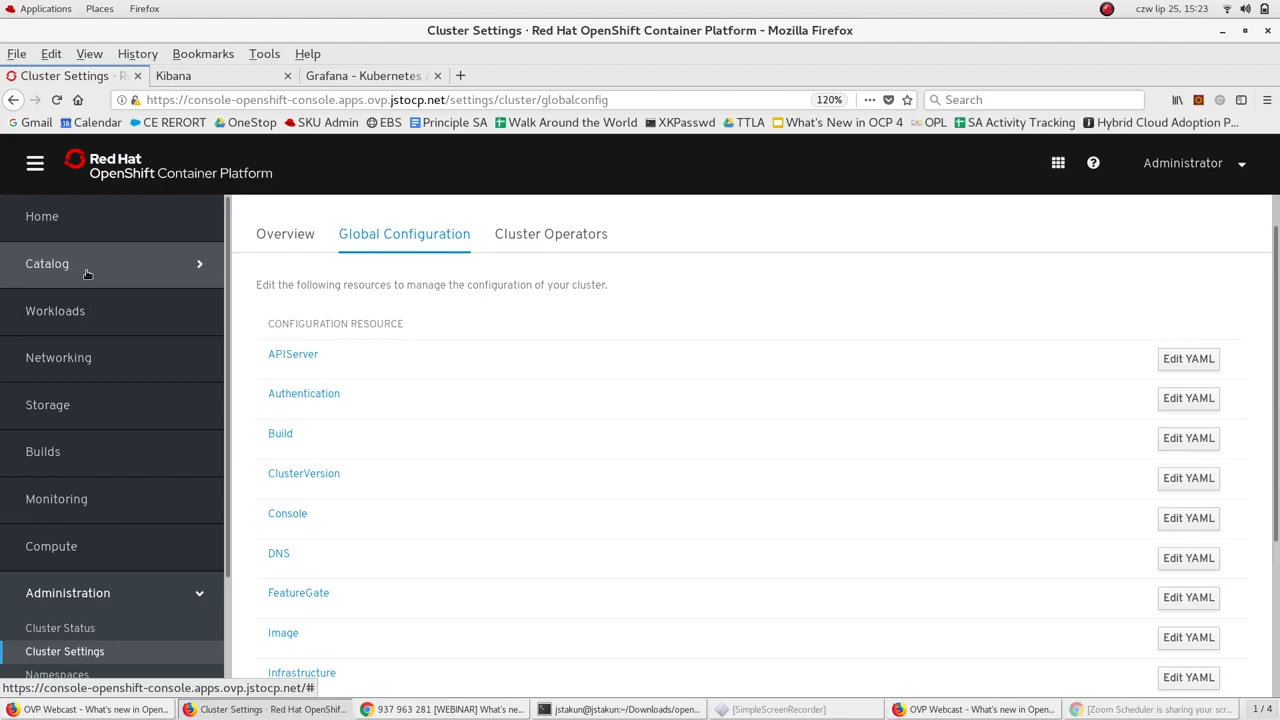 Applications Places Firefox czw lip 25, 15:23
Cluster Settings · Red Hat OpenShift Container Platform - Mozilla Firefox
File Edit View History Bookmarks Tools Help
Cluster Settings · R Kibana Grafana - Kubernetes /
https://console-openshift-console.apps.ovp.jstocp.net/settings/cluster/globalconfig 120% Search
Gmail Calendar CE RERORT OneStop SKU Admin EBS Principle SA Walk Around the World XKPasswd TTLA What's New in OCP 4 OPL SA Activity Tracking Hybrid Cloud Adoption P...
Red Hat
OpenShift Container Platform
Administrator
Home
Catalog
Workloads
Networking
Storage
Builds
Monitoring
Compute
Administration
Cluster Status
Cluster Settings
Namespaces
Overview Global Configuration Cluster Operators
Edit the following resources to manage the configuration of your cluster.
CONFIGURATION RESOURCE
APIServer Edit YAML
Authentication Edit YAML
Build Edit YAML
ClusterVersion Edit YAML
Console Edit YAML
DNS Edit YAML
FeatureGate Edit YAML
Image Edit YAML
Infrastructure Edit YAML
https://console-openshift-console.apps.ovp.jstocp.net/#
OVP Webcast - What's new in Open... Cluster Settings · Red Hat OpenShif... 937 963 281 [WEBINAR] What's ne... jstakun@jstakun:~/Downloads/open... [SimpleScreenRecorder] OVP Webcast - What's new in Open... [Zoom Scheduler is sharing your scr... 1 / 4